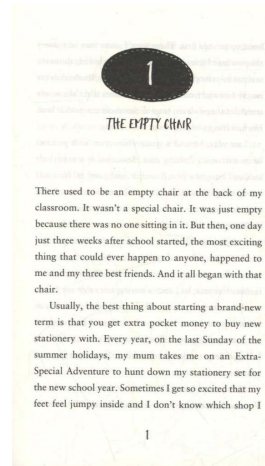 1
THE EMPTY CHAIR
There used to be an empty chair at the back of my
classroom. It wasn't a special chair. It was just empty
because there was no one sitting in it. But then, one day
just three weeks after school started, the most exciting
thing that could ever happen to anyone, happened to
me and my three best friends. And it all began with that
chair.
Usually, the best thing about starting a brand-new
term is that you get extra pocket money to buy new
stationery with. Every year, on the last Sunday of the
summer holidays, my mum takes me on an Extra-
Special Adventure to hunt down my stationery set for
the new school year. Sometimes I get so excited that my
feet feel jumpy inside and I don't know which shop I
1